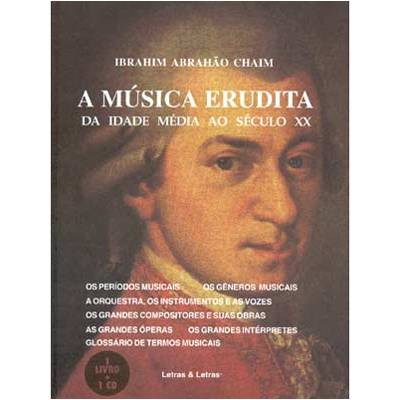 IBRAHIM ABRAHÃO CHAIM
A MÚSICA ERUDITA
DA IDADE MÉDIA AO SÉCULO XX
OS PERÍODOS MUSICAIS OS GÊNEROS MUSICAIS
A ORQUESTRA, OS INSTRUMENTOS E AS VOZES
OS GRANDES COMPOSITORES E SUAS OBRAS
AS GRANDES ÓPERAS OS GRANDES INTÉRPRETES
GLOSSÁRIO DE TERMOS MUSICAIS
1
LIVRO
+
1 CD
Letras & Letras